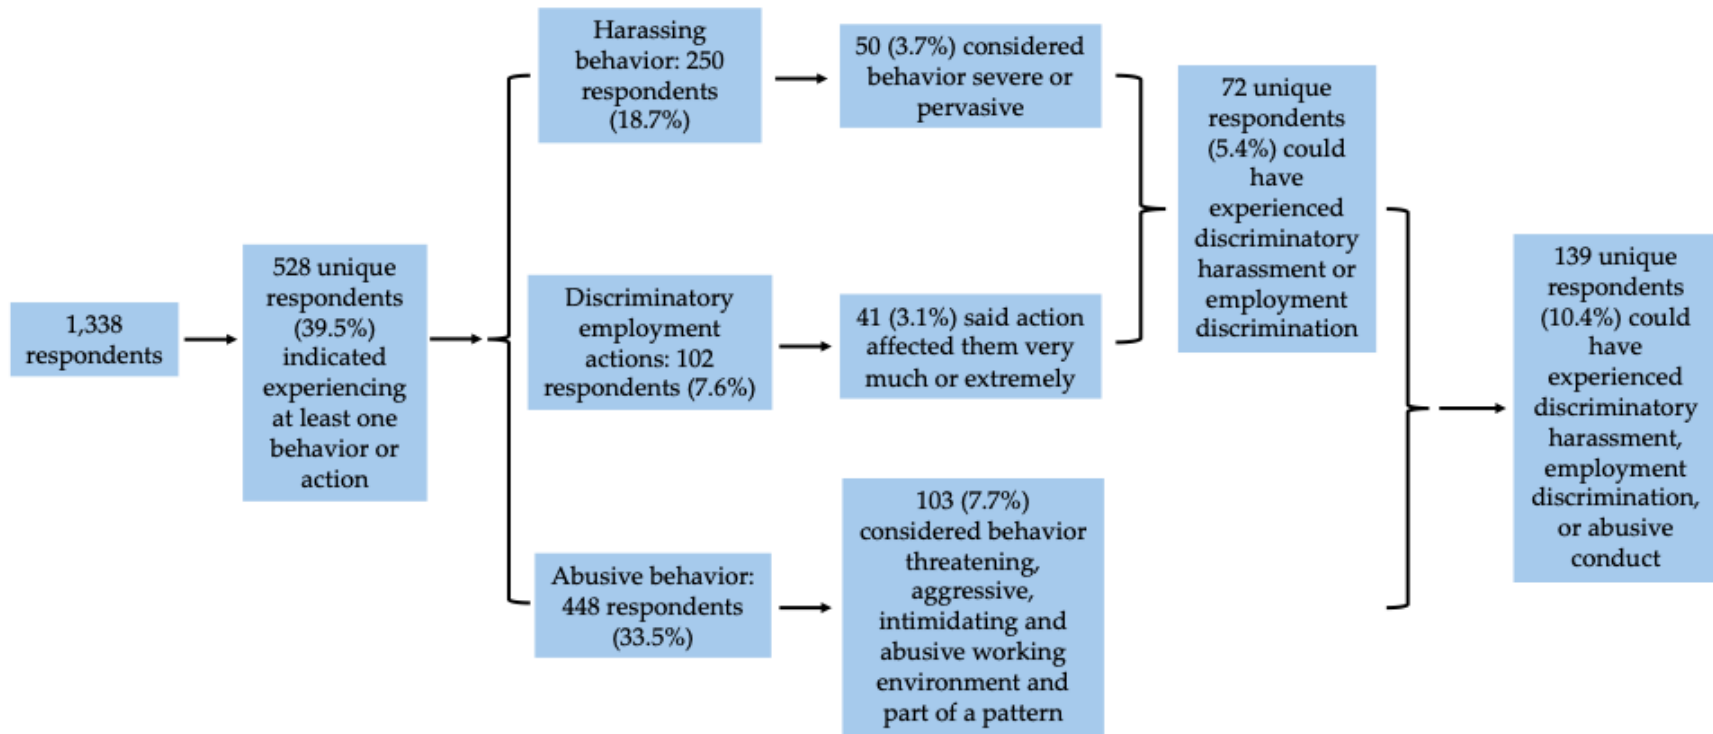 1,338
respondents
528 unique
respondents
(39.5%)
indicated
experiencing
at least one
behavior or
action
Harassing
behavior: 250
respondents
(18.7%)
50 (3.7%) considered
behavior severe or
pervasive
Discriminatory
employment
actions: 102
respondents (7.6%)
41 (3.1%) said action
affected them very
much or extremely
Abusive behavior:
448 respondents
(33.5%)
103 (7.7%)
considered behavior
threatening,
aggressive,
intimidating and
abusive working
environment and
part of a pattern
72 unique
respondents
(5.4%) could
have
experienced
discriminatory
harassment or
employment
discrimination
139 unique
respondents
(10.4%) could
have
experienced
discriminatory
harassment,
employment
discrimination,
or abusive
conduct